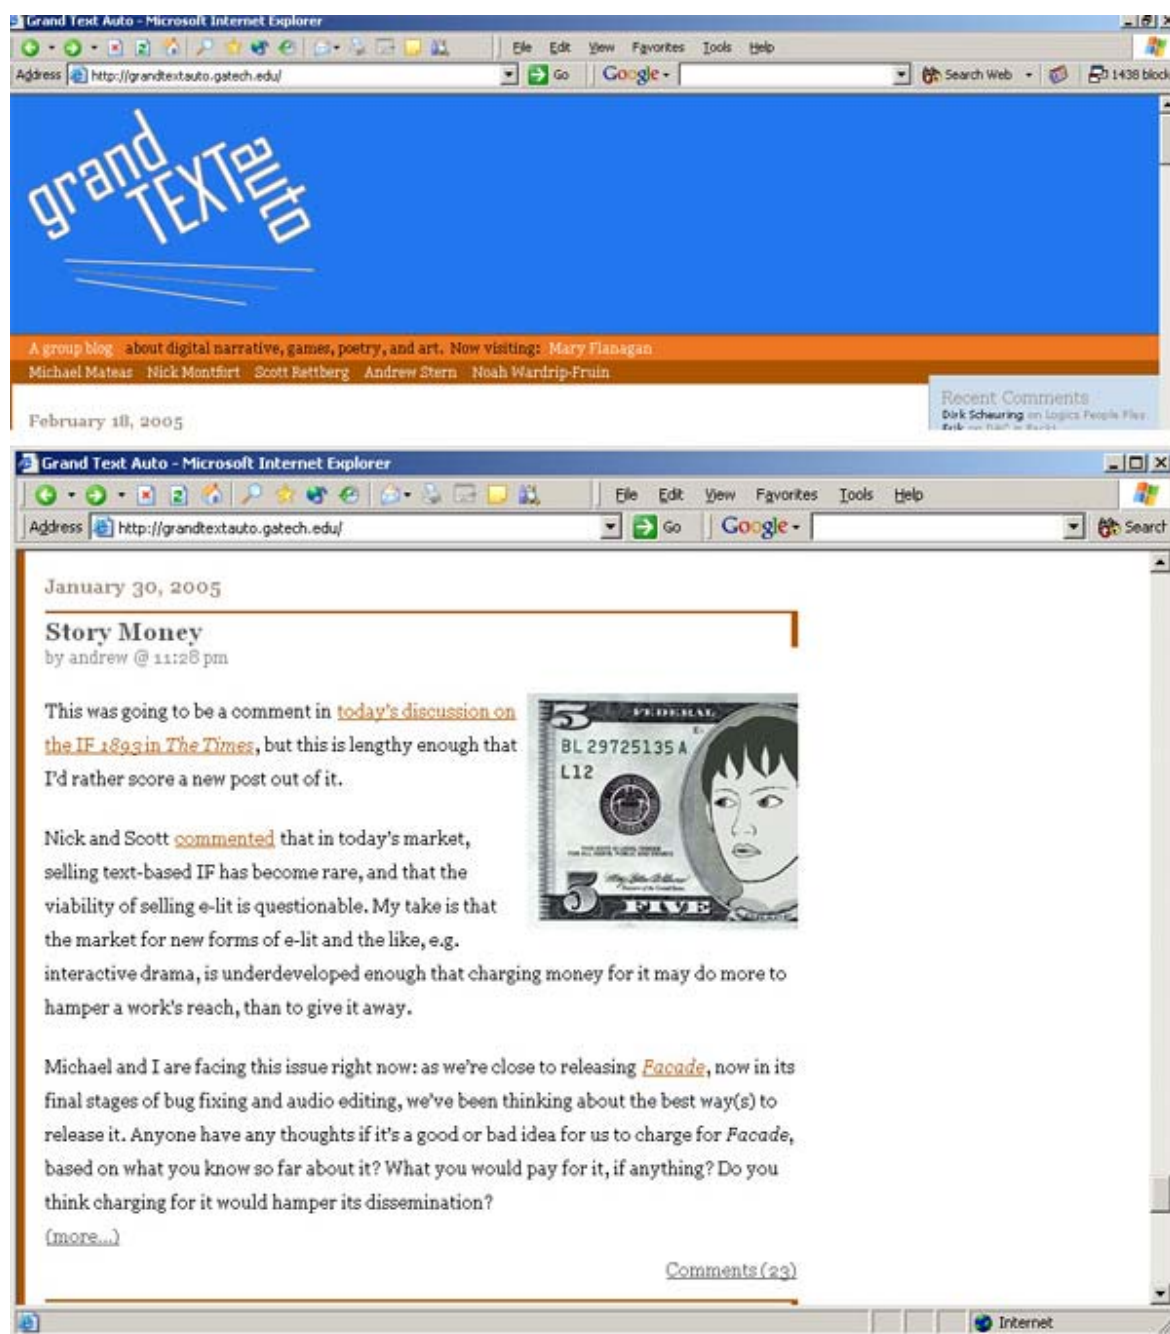 Grand Text Auto - Microsoft Internet Explorer
File Edit View Favorites Tools Help
Address http://grandtextauto.gatech.edu/ Go Google Search Web 1438 block
grand TEXT auto
A group blog about digital narrative, games, poetry, and art. Now visiting: Mary Flanagan
Michael Mateas Nick Montfort Scott Rettberg Andrew Stern Noah Wardrip-Fruin
Recent Comments
Dirk Scheuring on Logics People Play
February 18, 2005
Grand Text Auto - Microsoft Internet Explorer
File Edit View Favorites Tools Help
Address http://grandtextauto.gatech.edu/ Go Google Search
January 30, 2005
Story Money
by andrew @ 11:28 pm
This was going to be a comment in today's discussion on
the IF 1893 in The Times, but this is lengthy enough that
I'd rather score a new post out of it.
FEDERAL
5
BL 29725135 A
L12
5
FIVE
Nick and Scott commented that in today's market,
selling text-based IF has become rare, and that the
viability of selling e-lit is questionable. My take is that
the market for new forms of e-lit and the like, e.g.
interactive drama, is underdeveloped enough that charging money for it may do more to
hamper a work's reach, than to give it away.
Michael and I are facing this issue right now: as we're close to releasing Facade, now in its
final stages of bug fixing and audio editing, we've been thinking about the best way(s) to
release it. Anyone have any thoughts if it's a good or bad idea for us to charge for Facade,
based on what you know so far about it? What you would pay for it, if anything? Do you
think charging for it would hamper its dissemination?
(more...)
Comments (23)
Internet